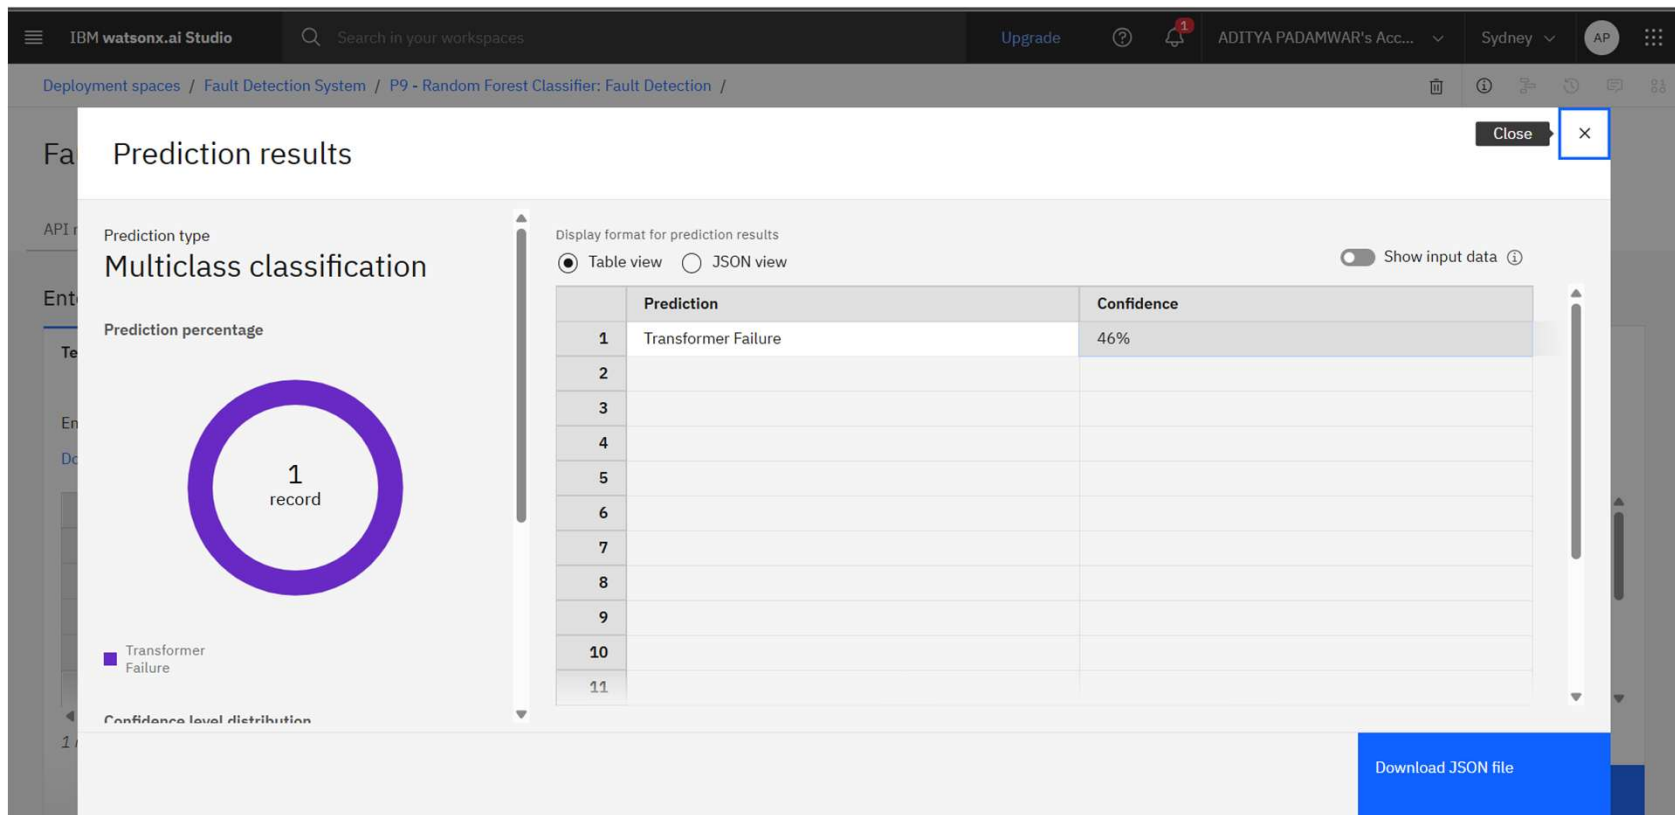 IBM watsonx.ai Studio
Search in your workspaces
Upgrade
1
ADITYA PADAMWAR's Acc...
Sydney
AP
Deployment spaces / Fault Detection System / P9 - Random Forest Classifier: Fault Detection /
Fa
Prediction results
Close
API r
Prediction type
Multiclass classification
Display format for prediction results
Table view
JSON view
Show input data
Ent
Prediction percentage
Prediction
Confidence
Te
1
Transformer Failure
46%
2
3
En
4
Do
5
1
record
6
7
8
9
Transformer
Failure
10
11
Confidence level distribution
1 r
Download JSON file